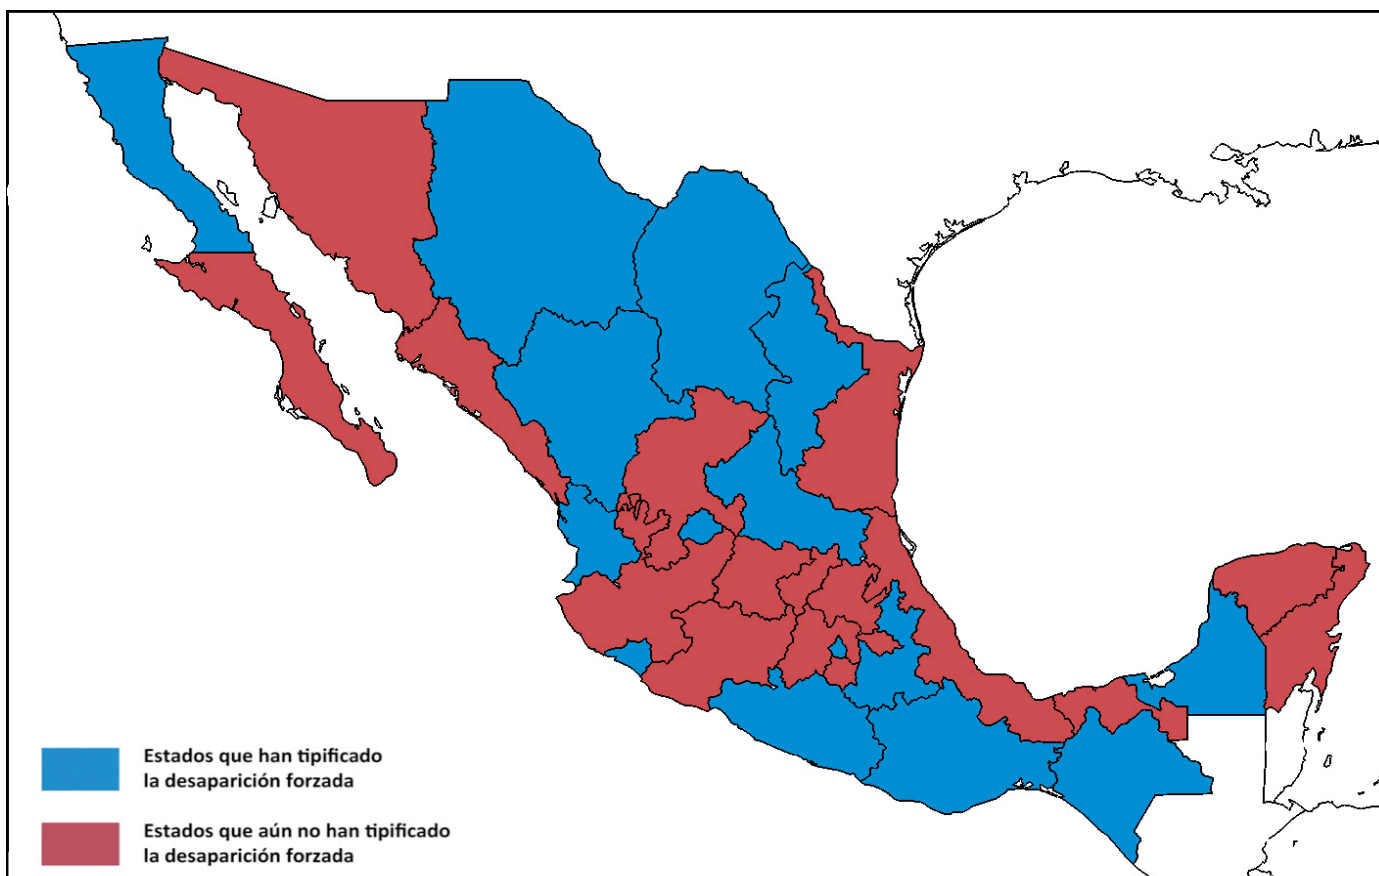 Estados que han tipificado
la desaparición forzada
Estados que aún no han tipificado
la desaparición forzada